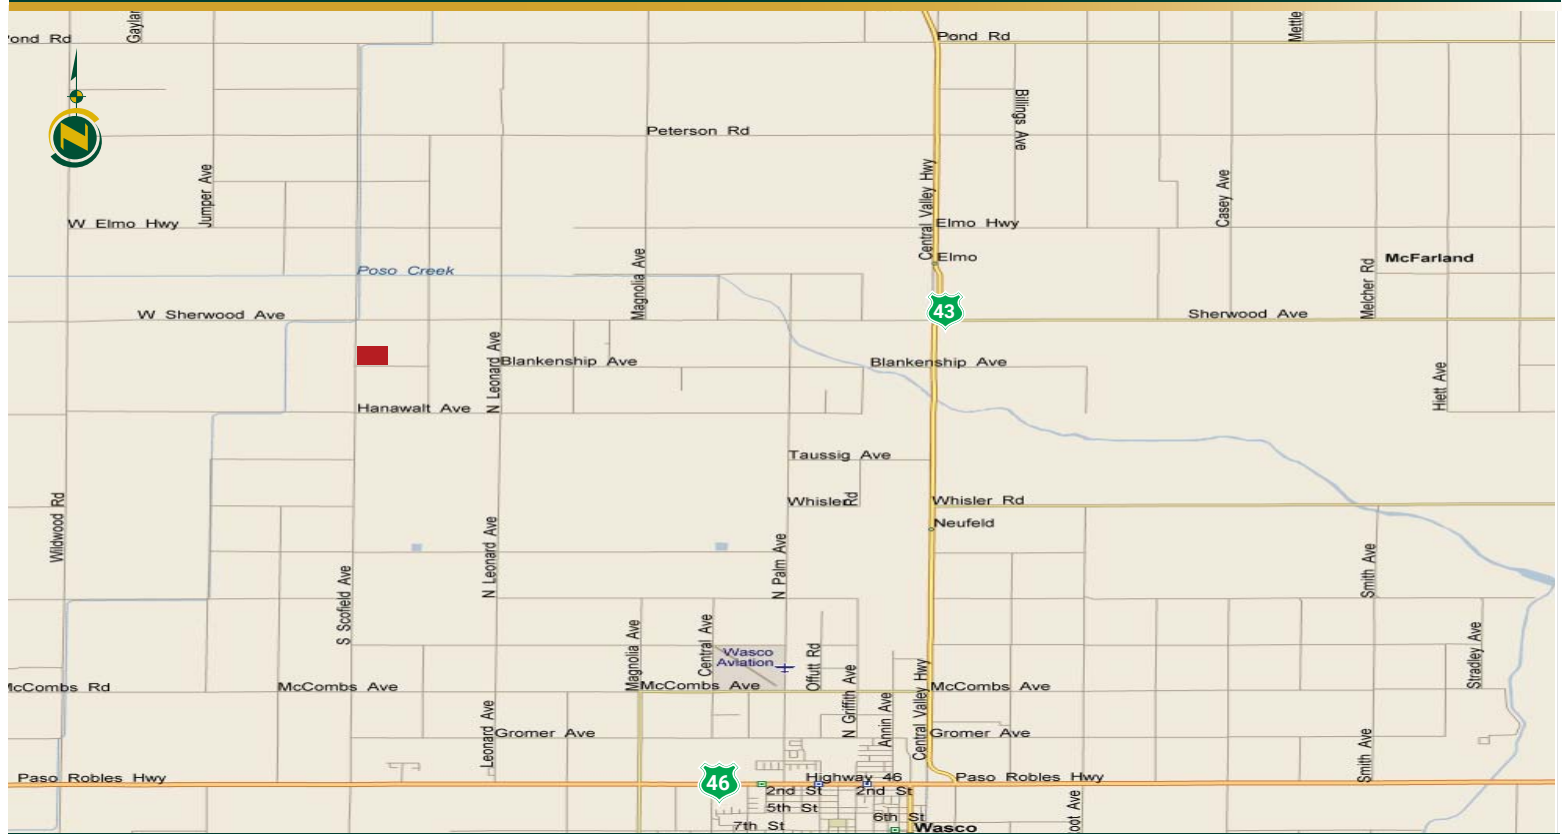 Gaylar
Mettle
Pond Rd
ond Rd
N
Billings Ave
Peterson Rd
Jumper Ave
Central Valley Hwy
Casey Ave
W Elmo Hwy
Elmo Hwy
Elmo
McFarland
Poso Creek
Magnolia Ave
Melcher Rd
43
W Sherwood Ave
Sherwood Ave
N Leonard Ave
Blankenship Ave
Blankenship Ave
Hiett Ave
Hanawalt Ave
Taussig Ave
Wildwood Rd
Whisler Rd
Whisler Rd
Neufeld
N Leonard Ave
N Palm Ave
Smith Ave
S Scofield Ave
Magnolia Ave
Central Ave
Wasco
Aviation
Offutt Rd
Stradley Ave
N Griffith Ave
Central Valley Hwy
McCombs Rd
McCombs Ave
McCombs Ave
McCombs Ave
Annin Ave
Leonard Ave
Gromer Ave
Gromer Ave
Smith Ave
Paso Robles Hwy
46
Highway 46
Paso Robles Hwy
2nd St
2nd St
5th St
6th St
oot Ave
7th St
Wasco